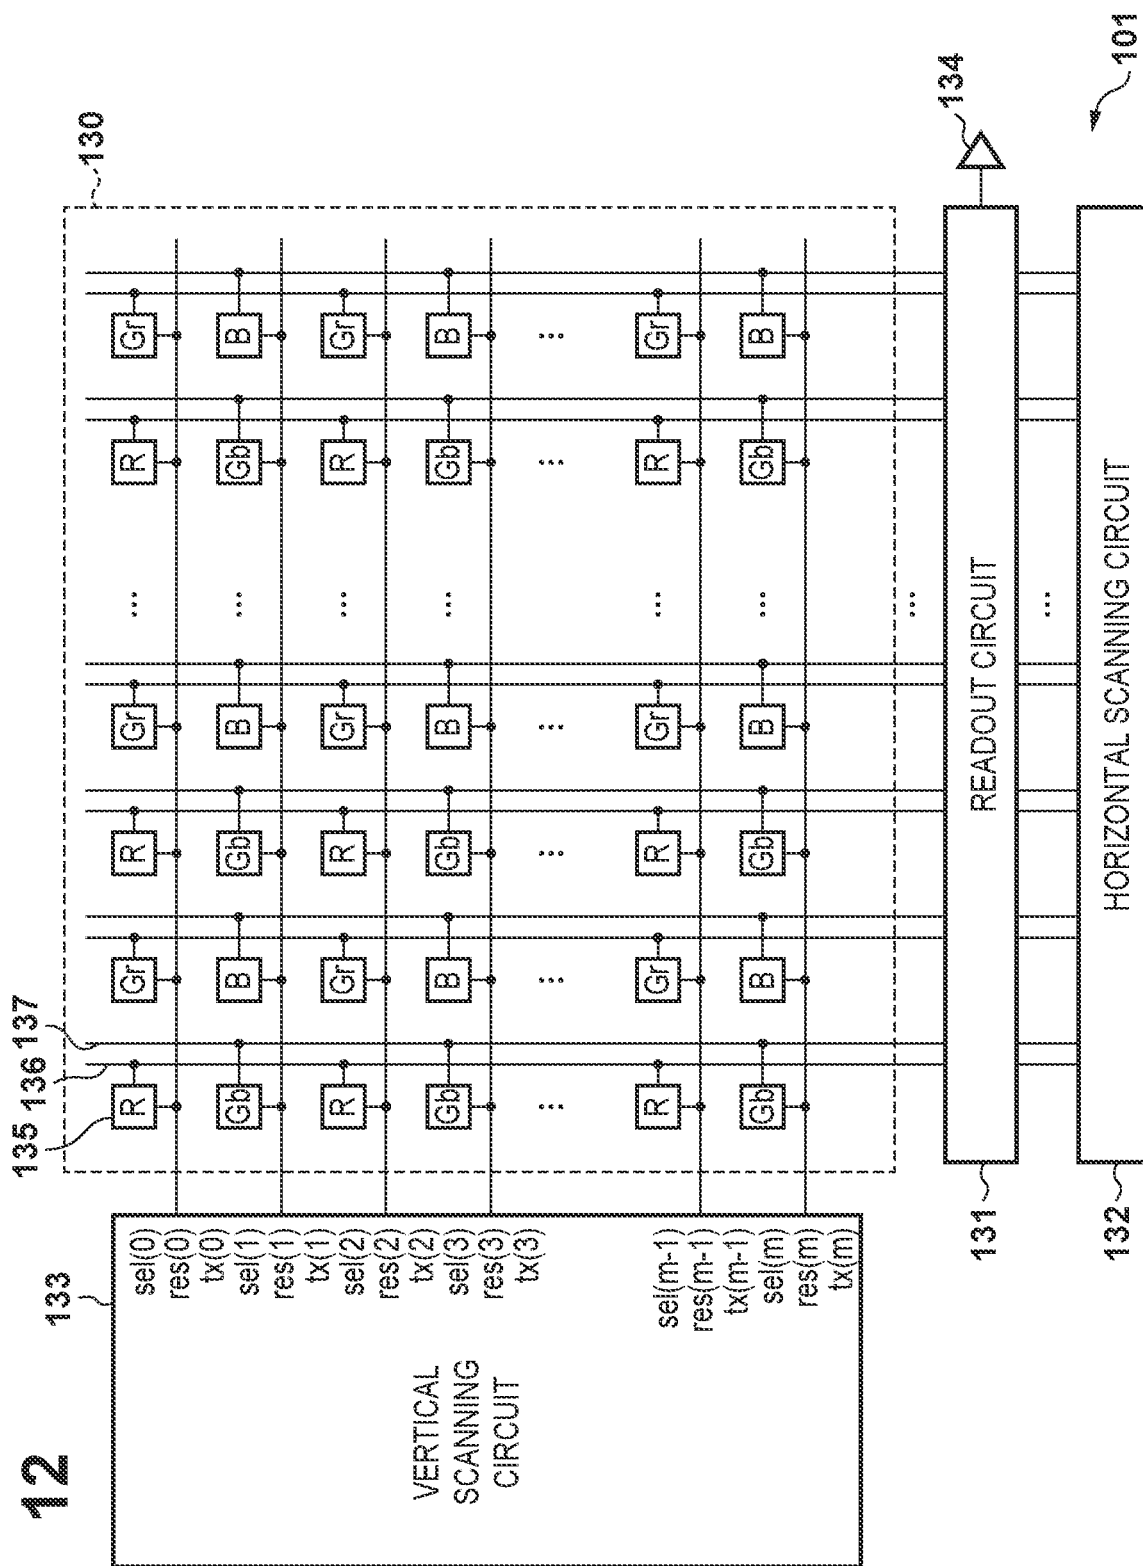 12
133
135 136 137
130
sel(0)
res(0)
tx(0)
sel(1)
res(1)
tx(1)
sel(2)
res(2)
tx(2)
sel(3)
res(3)
tx(3)
sel(m-1)
res(m-1)
tx(m-1)
sel(m)
res(m)
tx(m)
VERTICAL
SCANNING
CIRCUIT
R Gr R Gr ... R Gr
Gb B Gb B ... Gb B
R Gr R Gr ... R Gr
Gb B Gb B ... Gb B
... ... ... ... ... ...
R Gr R Gr ... R Gr
Gb B Gb B ... Gb B
...
134
131
READOUT CIRCUIT
...
132
HORIZONTAL SCANNING CIRCUIT
101